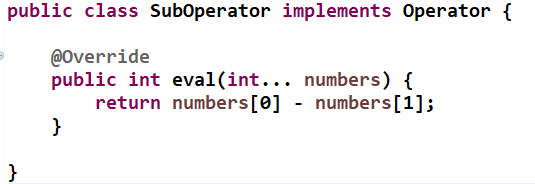 public class SubOperator implements Operator {
@Override
public int eval(int... numbers) {
return numbers[0] - numbers[1];
}
}